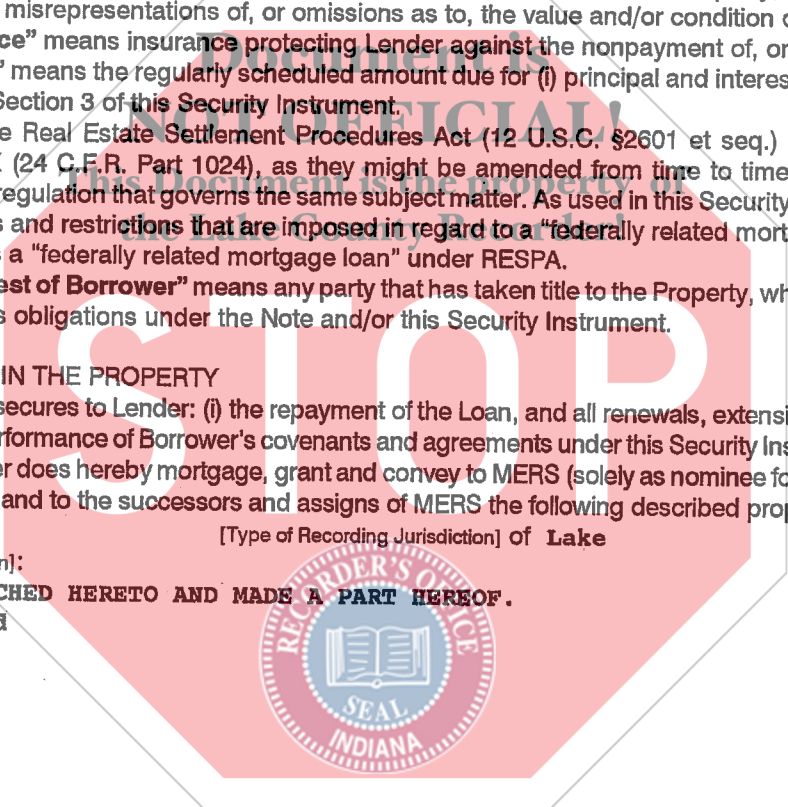 misrepresentations of, or omissions as to, the value and/or condition
ce" means insurance protecting Lender against the nonpayment of, or
" means the regularly scheduled amount due for (i) principal and interes
Section 3 of this Security Instrument.
e Real Estate Settlement Procedures Act (12 U.S.C. §2601 et seq.)
(24 C.F.R. Part 1024), as they might be amended from time to time
regulation that governs the same subject matter. As used in this Security
s and restrictions that are imposed in regard to a "federally related mort
s a "federally related mortgage loan" under RESPA.
est of Borrower" means any party that has taken title to the Property, wh
s obligations under the Note and/or this Security Instrument.
IN THE PROPERTY
secures to Lender: (i) the repayment of the Loan, and all renewals, extensi
rformance of Borrower's covenants and agreements under this Security Ins
er does hereby mortgage, grant and convey to MERS (solely as nominee fo
and to the successors and assigns of MERS the following described prop
[Type of Recording Jurisdiction] of Lake
n]:
CHED HERETO AND MADE A PART HEREOF.
Document is
NOT OFFICIAL!
This Document is the property of
the Lake County Recorder!
STOP
RECORDER'S OFFICE
SEAL
INDIANA